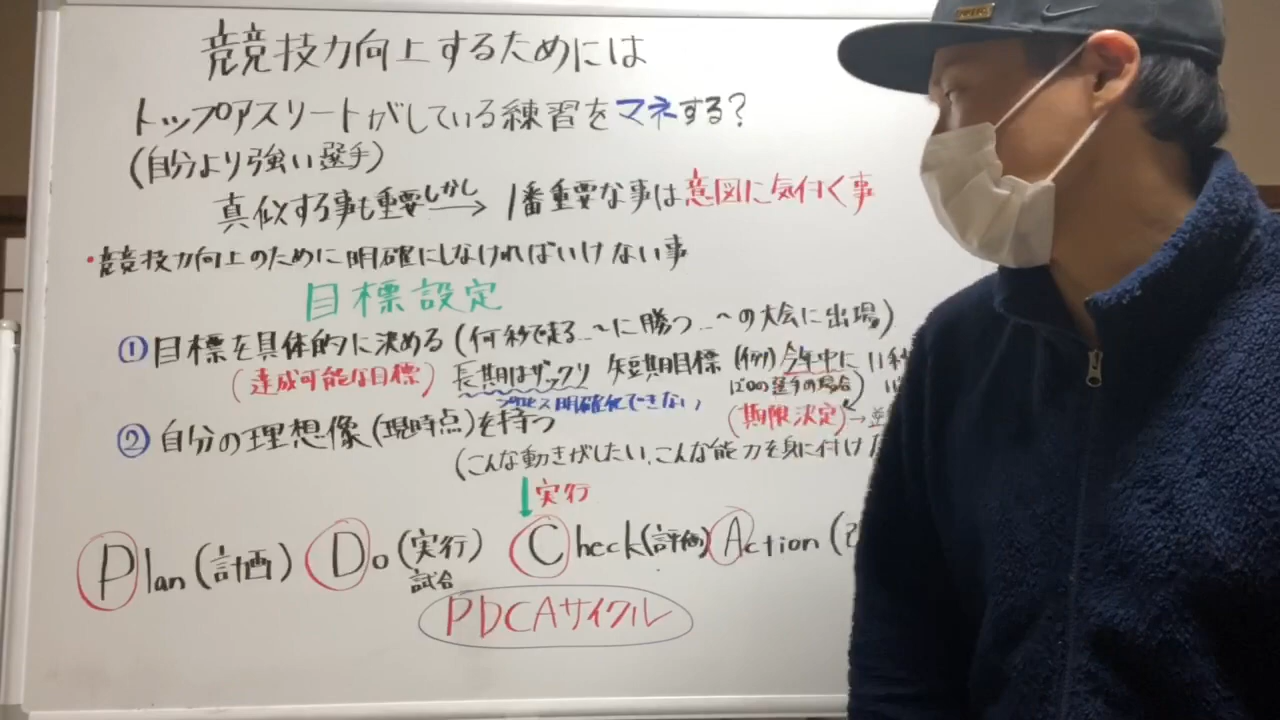 競技力向上するためには
トップアスリートがしている練習をマネする?
(自分より強い選手)
真似する事も重要 しかし→ 1番重要な事は意図に気付く事
・競技力向上のために明確にしなければいけない事
目標設定
① 目標を具体的に決める (何秒で走る…〜に勝つ…〜の大会に出場)
(達成可能な目標) 長期はザックリ 短期目標 (例) 今年中に 11秒
プロセス明確化できない (期限決定)→
② 自分の理想像(現時点)を持つ
(こんな動きがしたい、こんな能力を身に付け
↓実行
Plan(計画) Do(実行) Check(評価) Action(
試合
PDCAサイクル